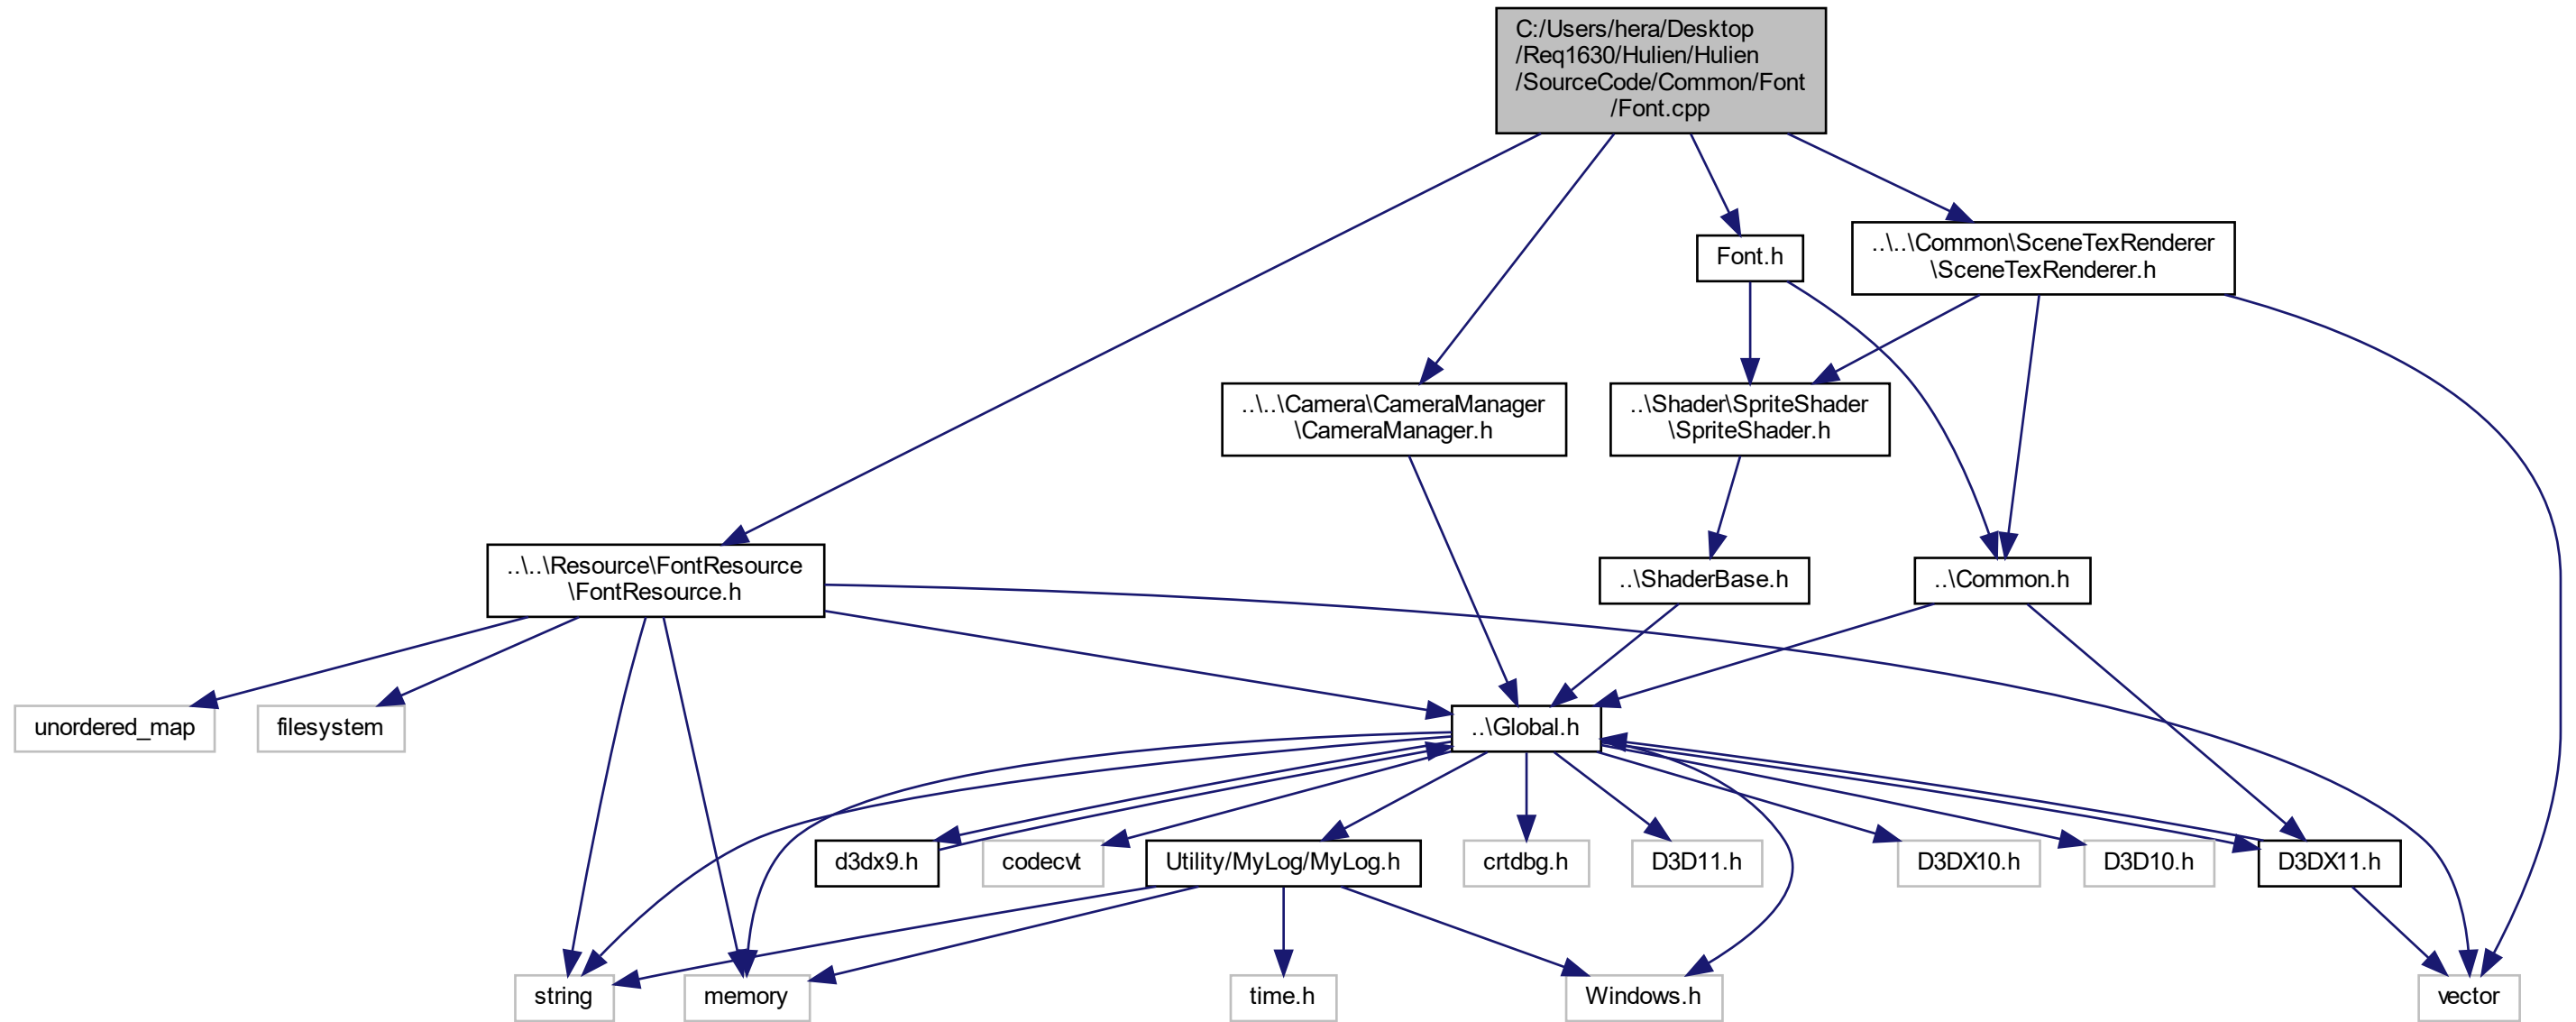 C:/Users/hera/Desktop
/Req1630/Hulien/Hulien
/SourceCode/Common/Font
/Font.cpp
Font.h
..\..\Common\SceneTexRenderer
\SceneTexRenderer.h
..\..\Camera\CameraManager
\CameraManager.h
..\Shader\SpriteShader
\SpriteShader.h
..\..\Resource\FontResource
\FontResource.h
..\ShaderBase.h
..\Common.h
unordered_map
filesystem
..\Global.h
d3dx9.h
codecvt
Utility/MyLog/MyLog.h
crtdbg.h
D3D11.h
D3DX10.h
D3D10.h
D3DX11.h
string
memory
time.h
Windows.h
vector